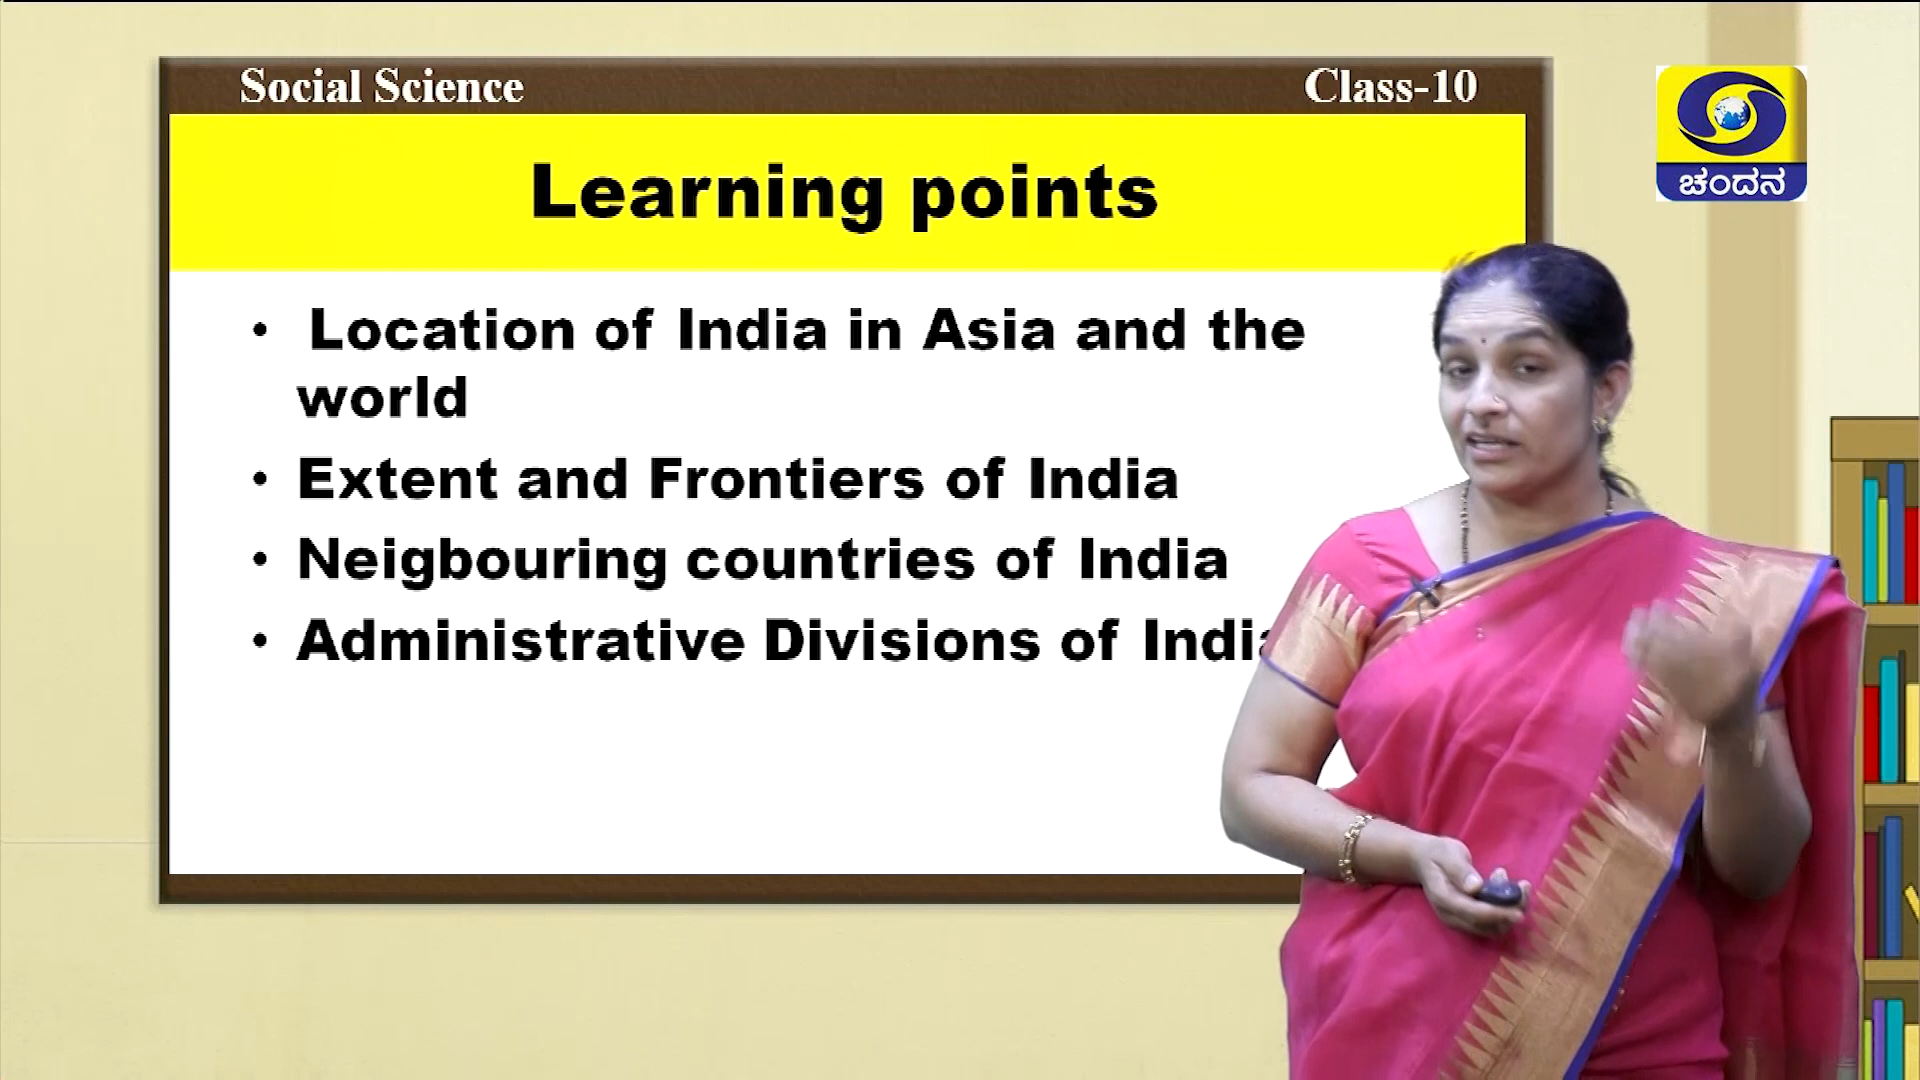 Social Science
Class-10
ಚಂದನ
Learning points
• Location of India in Asia and the
world
• Extent and Frontiers of India
• Neigbouring countries of India
• Administrative Divisions of India